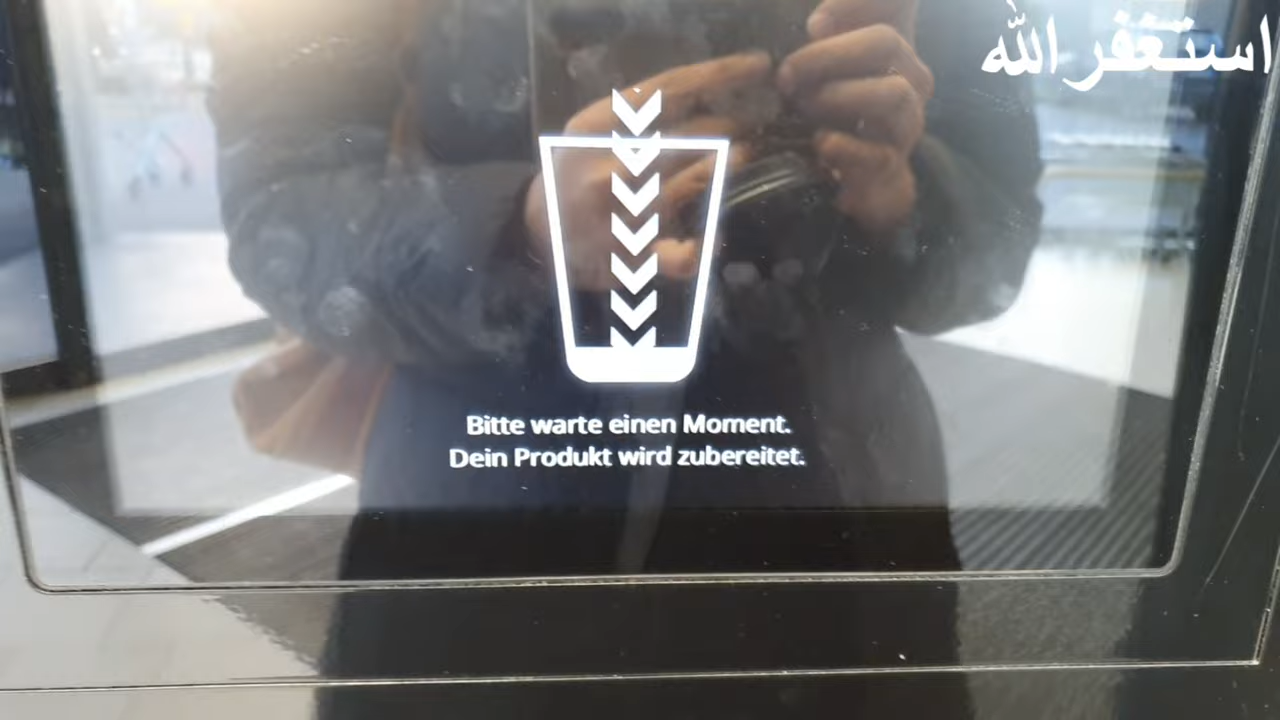 استغفر الله
Bitte warte einen Moment.
Dein Produkt wird zubereitet.